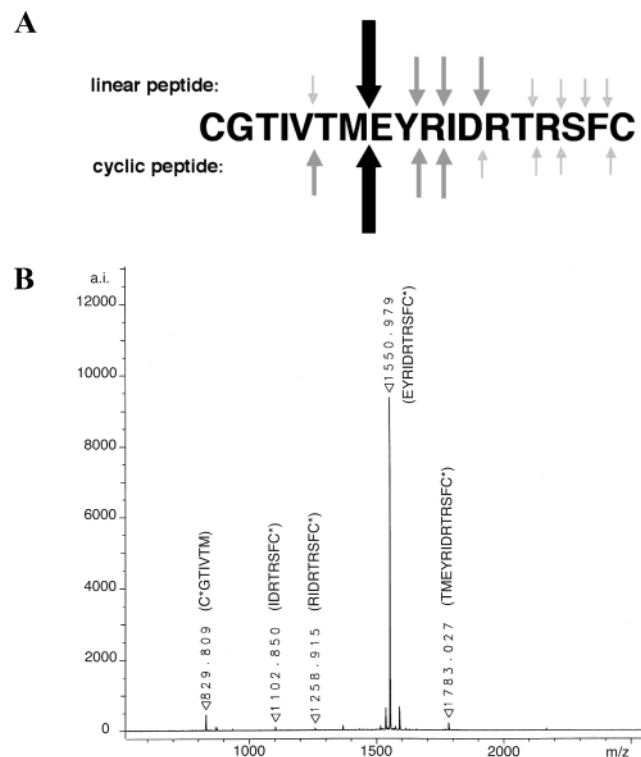 A
linear peptide:
CGTIVTMEYRIDRTRSFC
cyclic peptide:
B
a.i.
12000
10000
8000
6000
4000
2000
0
829.809 (C*GTIVTM)
1102.850 (IDRTRSFC*)
1258.915 (RIDRTRSFC*)
1550.979
(EYRIDRTRSFC*)
1783.027 (TMEYRIDRTRSFC*)
1000 1500 2000 m/z